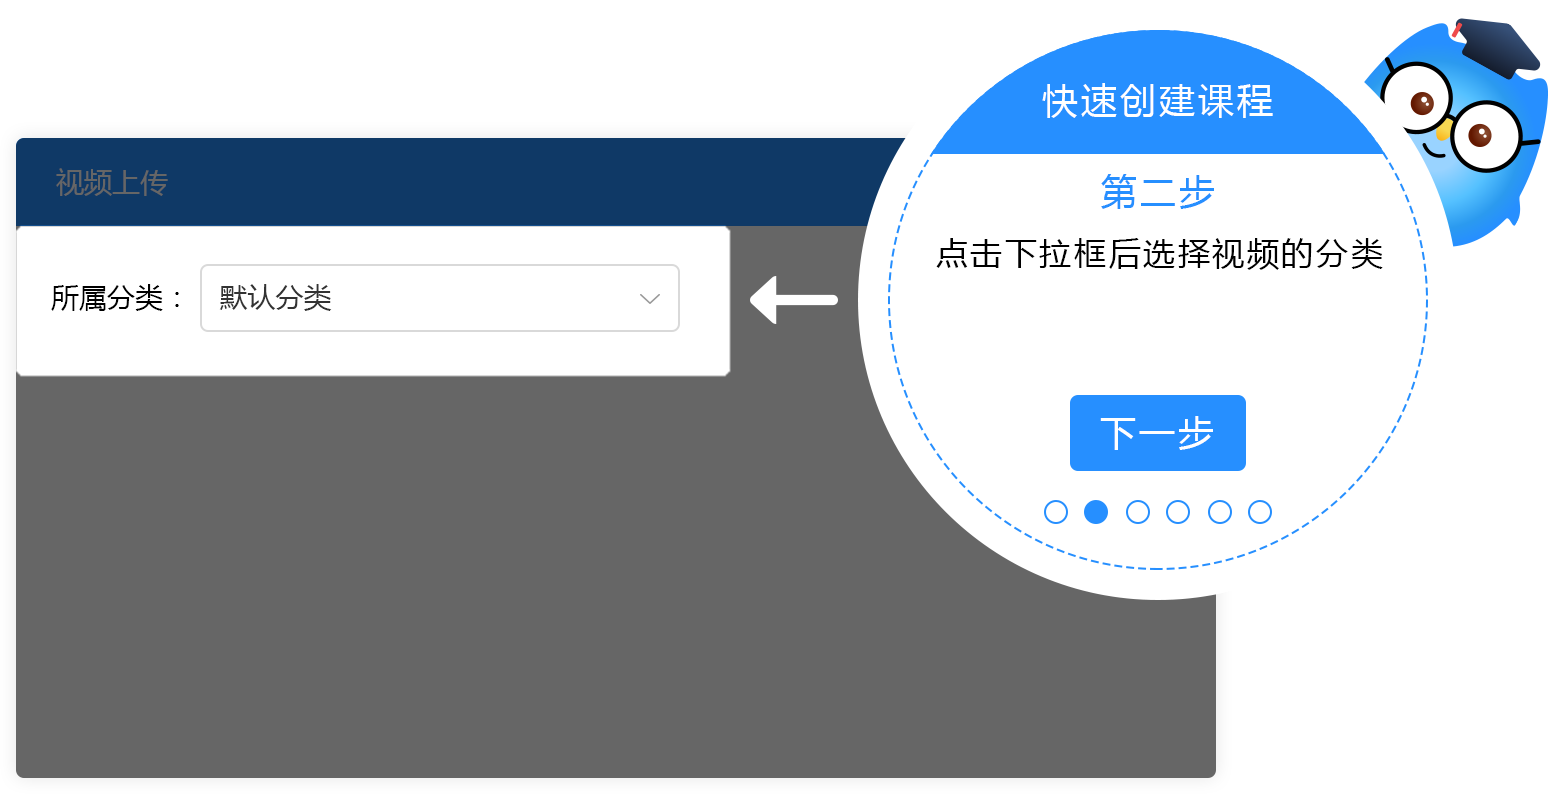 快速创建课程
视频上传
第二步
点击下拉框后选择视频的分类
所属分类：
默认分类
下一步